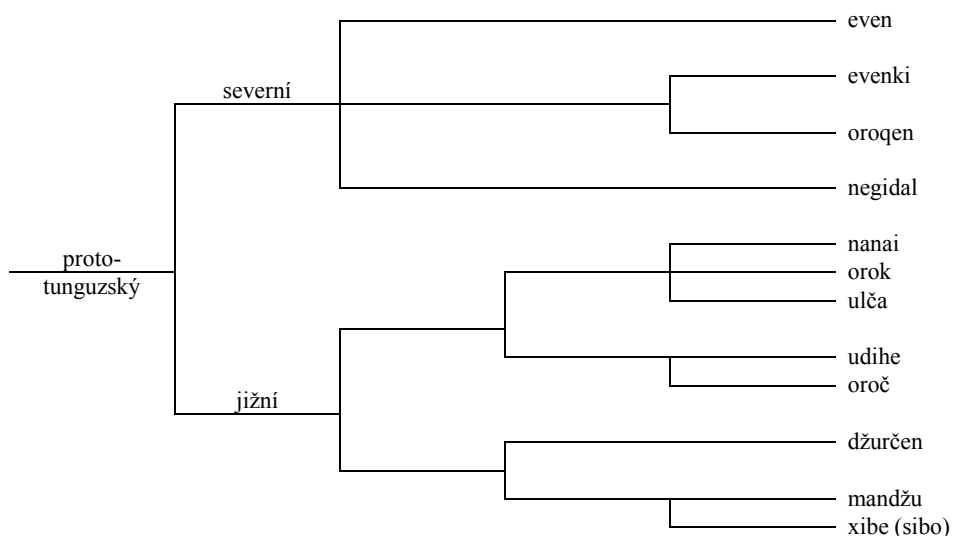 even
evenki
severní
oroqen
negidal
nanai
proto-
tunguzský
orok
ulča
udihe
oroč
jižní
džurčen
mandžu
xibe (sibo)